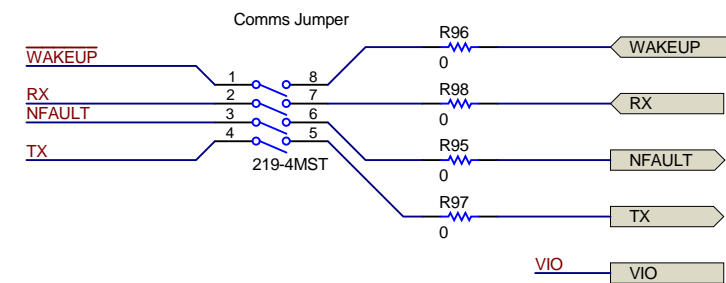 Comms Jumper
R96
WAKEUP
WAKEUP
0
1 8
R98
RX
2 7
RX
0
NFAULT
3 6
R95
4 5
TX
NFAULT
219-4MST
0
R97
TX
0
VIO
VIO